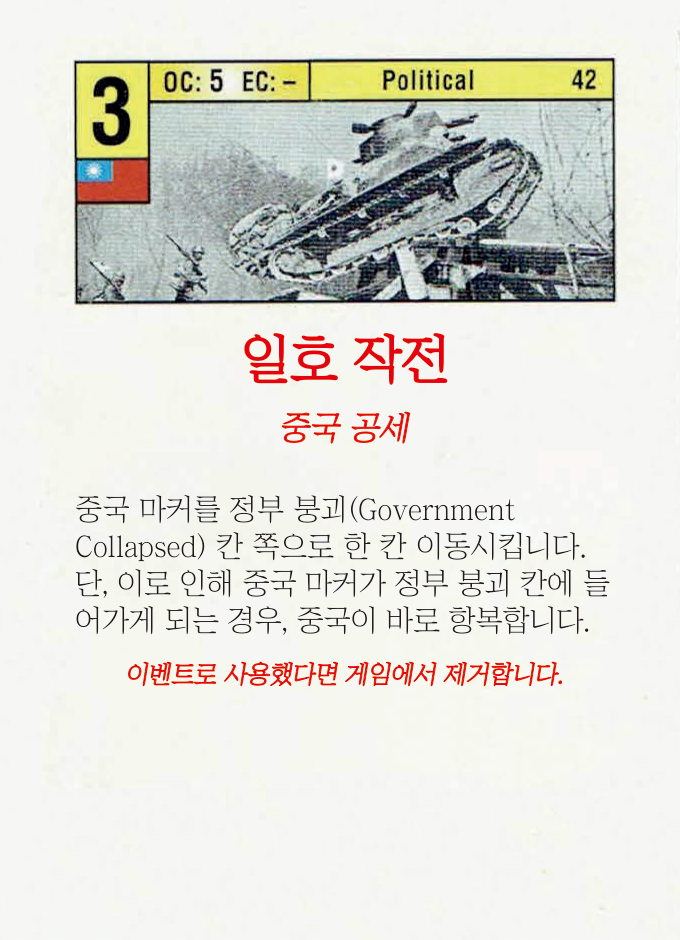 3
OC: 5 EC: – Political 42
일호 작전
중국 공세
중국 마커를 정부 붕괴(Government
Collapsed) 칸 쪽으로 한 칸 이동시킵니다.
단, 이로 인해 중국 마커가 정부 붕괴 칸에 들
어가게 되는 경우, 중국이 바로 항복합니다.
이벤트로 사용했다면 게임에서 제거합니다.